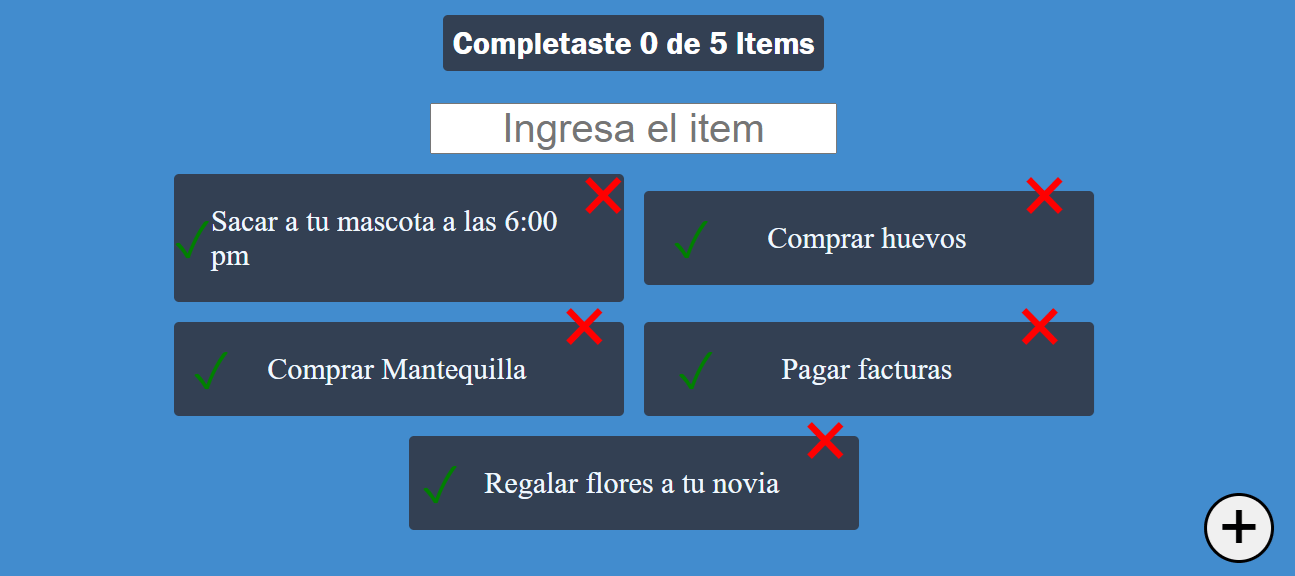 Completaste 0 de 5 Items
Ingresa el item
Sacar a tu mascota a las 6:00
pm
Comprar huevos
Comprar Mantequilla
Pagar facturas
Regalar flores a tu novia